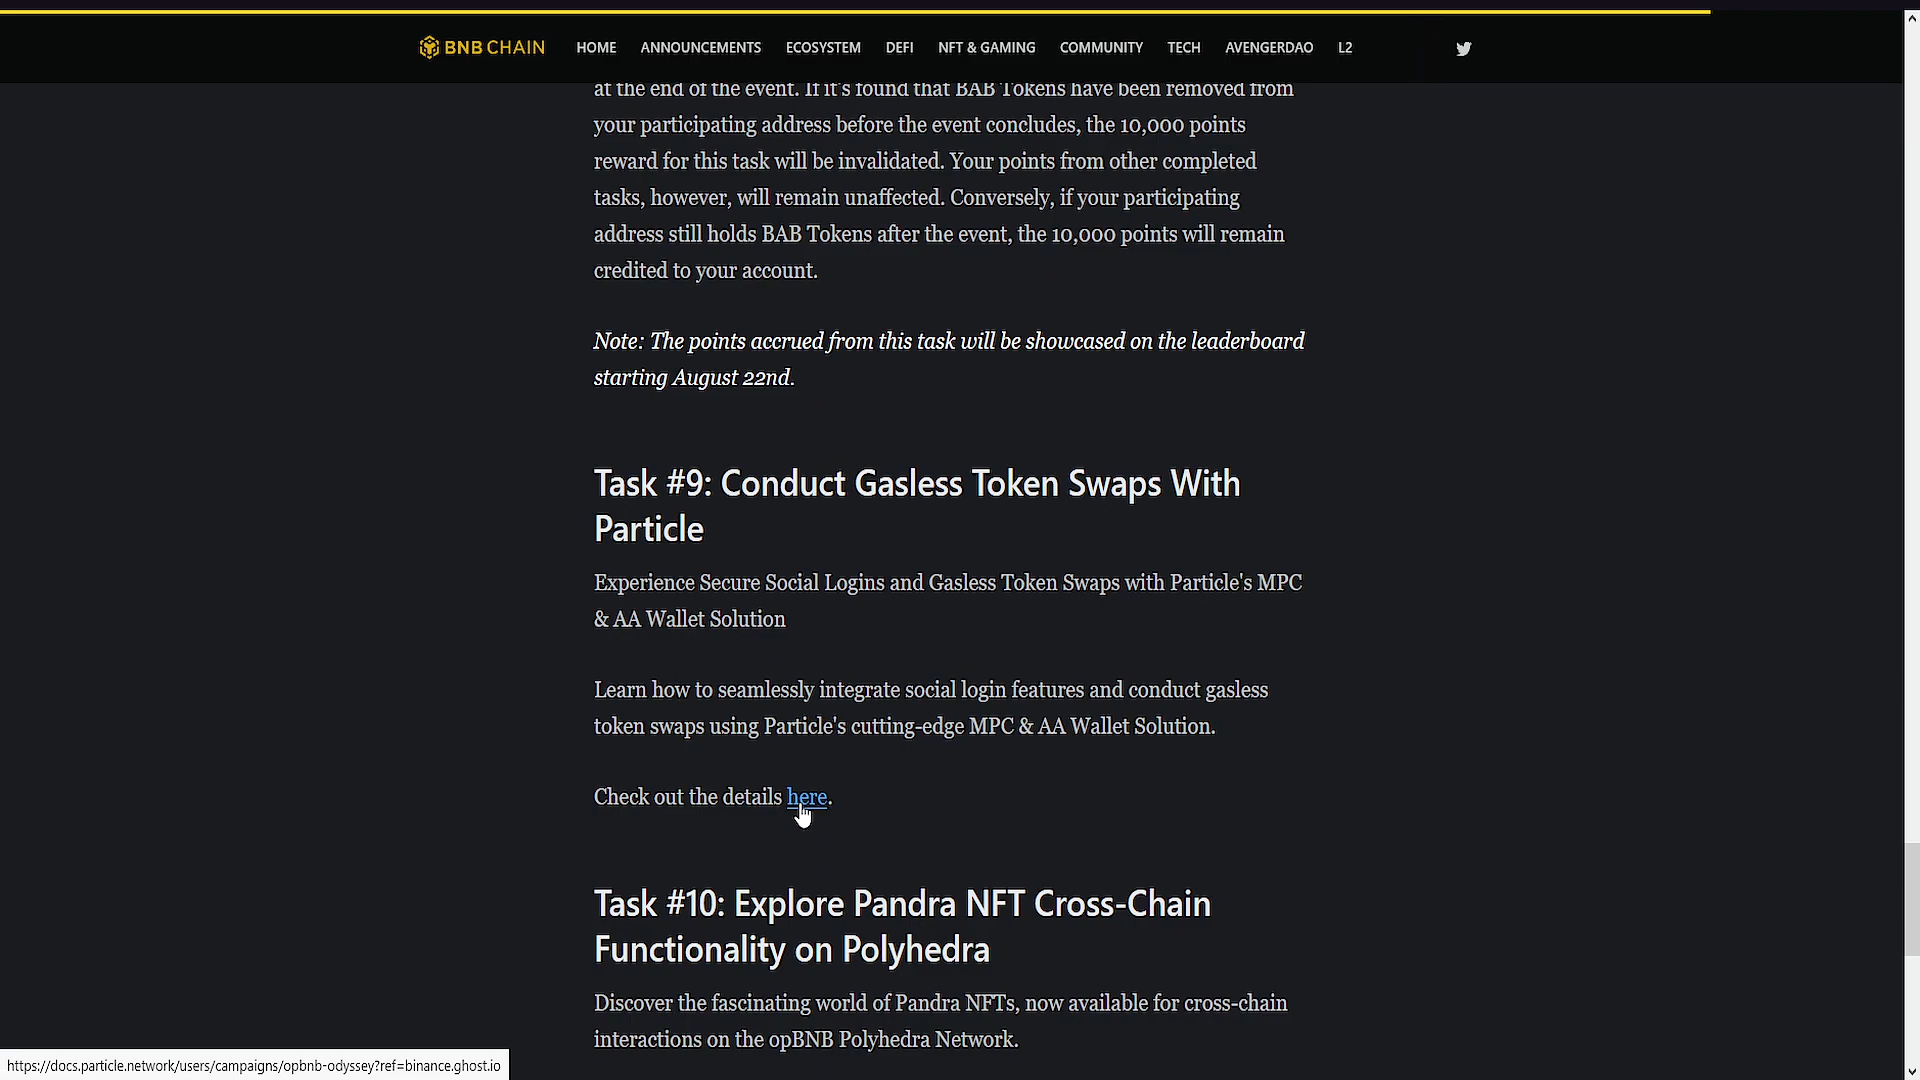 BNB CHAIN HOME ANNOUNCEMENTS ECOSYSTEM DEFI NFT & GAMING COMMUNITY TECH AVENGERDAO L2
at the end of the event. If it's found that BAB Tokens have been removed from
your participating address before the event concludes, the 10,000 points
reward for this task will be invalidated. Your points from other completed
tasks, however, will remain unaffected. Conversely, if your participating
address still holds BAB Tokens after the event, the 10,000 points will remain
credited to your account.
Note: The points accrued from this task will be showcased on the leaderboard
starting August 22nd.
Task #9: Conduct Gasless Token Swaps With
Particle
Experience Secure Social Logins and Gasless Token Swaps with Particle's MPC
& AA Wallet Solution
Learn how to seamlessly integrate social login features and conduct gasless
token swaps using Particle's cutting-edge MPC & AA Wallet Solution.
Check out the details here.
Task #10: Explore Pandra NFT Cross-Chain
Functionality on Polyhedra
Discover the fascinating world of Pandra NFTs, now available for cross-chain
interactions on the opBNB Polyhedra Network.
https://docs.particle.network/users/campaigns/opbnb-odyssey?ref=binance.ghost.io